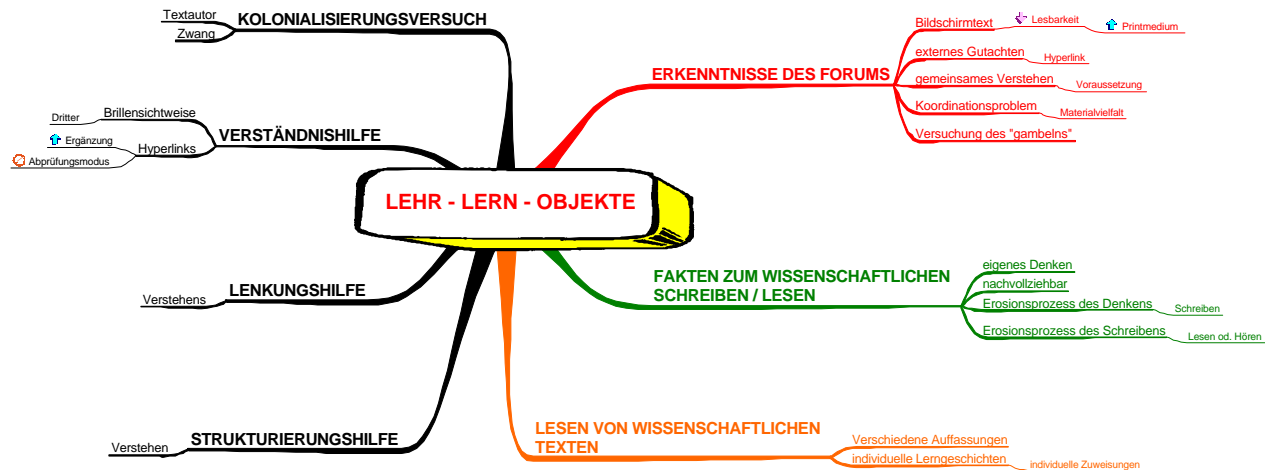 LEHR - LERN - OBJEKTE
KOLONIALISIERUNGSVERSUCH
Textautor
Zwang
VERSTÄNDNISHILFE
Brillensichtweise
Dritter
Hyperlinks
Ergänzung
Abprüfungsmodus
LENKUNGSHILFE
Verstehens
STRUKTURIERUNGSHILFE
Verstehen
ERKENNTNISSE DES FORUMS
Bildschirmtext
Lesbarkeit
Printmedium
externes Gutachten
Hyperlink
gemeinsames Verstehen
Voraussetzung
Koordinationsproblem
Materialvielfalt
Versuchung des "gambelns"
FAKTEN ZUM WISSENSCHAFTLICHEN
SCHREIBEN / LESEN
eigenes Denken
nachvollziehbar
Erosionsprozess des Denkens
Schreiben
Erosionsprozess des Schreibens
Lesen od. Hören
LESEN VON WISSENSCHAFTLICHEN
TEXTEN
Verschiedene Auffassungen
individuelle Lerngeschichten
individuelle Zuweisungen